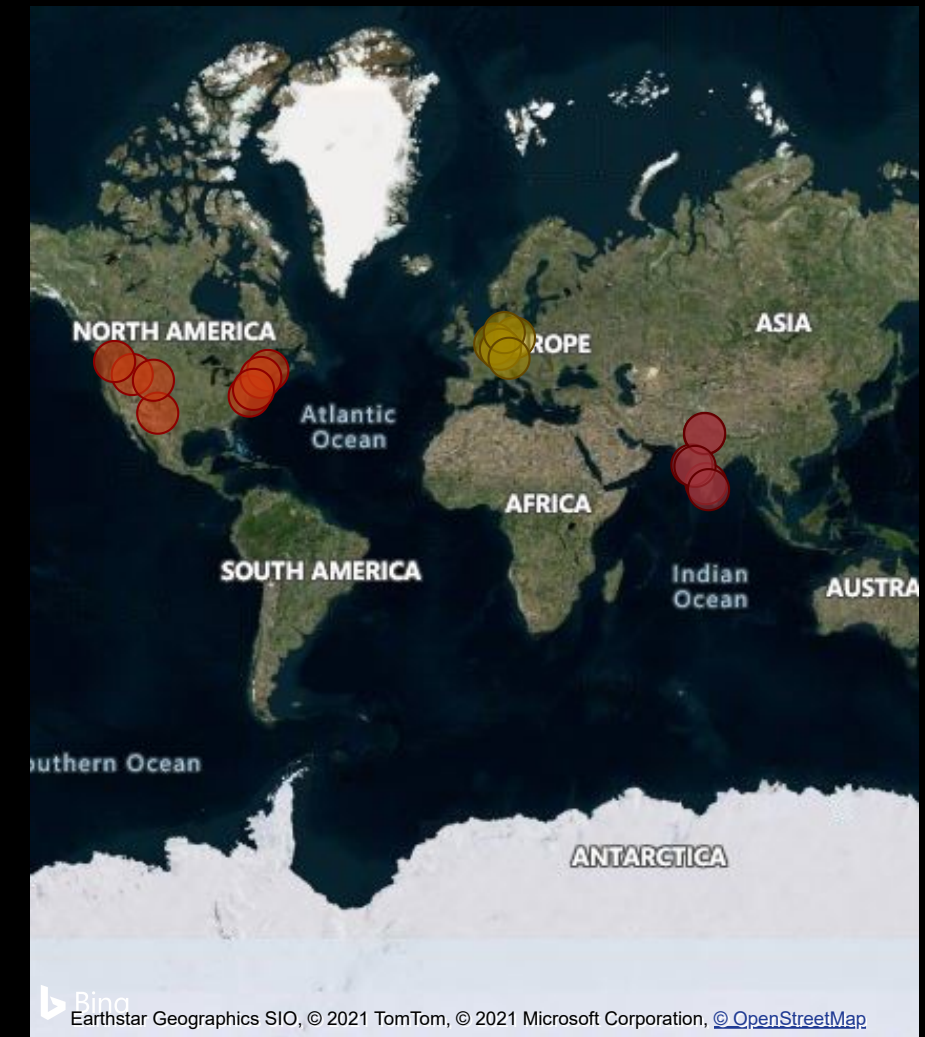 NORTH AMERICA
ASIA
ROPE
Atlantic
Ocean
AFRICA
SOUTH AMERICA
Indian
Ocean
AUSTRA
outhern Ocean
ANTARCTICA
Bing
Earthstar Geographics SIO, © 2021 TomTom, © 2021 Microsoft Corporation, © OpenStreetMap